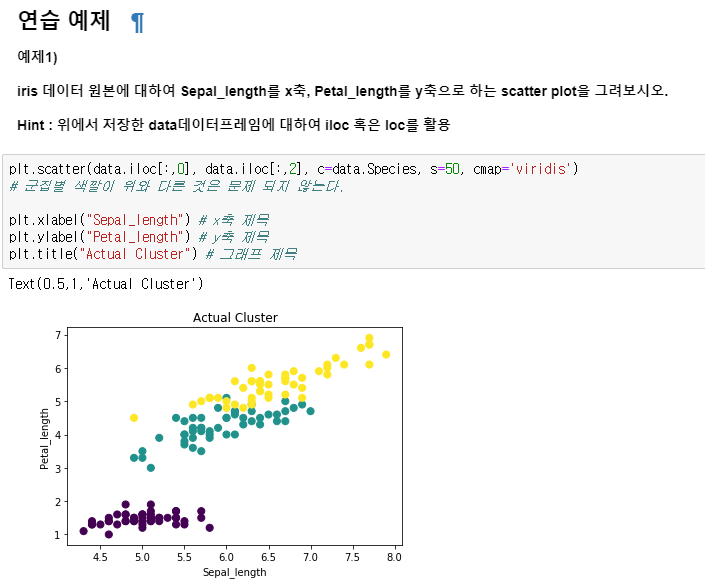 연습 예제 ¶
예제1)
iris 데이터 원본에 대하여 Sepal_length를 x축, Petal_length를 y축으로 하는 scatter plot을 그려보시오.
Hint : 위에서 저장한 data데이터프레임에 대하여 iloc 혹은 loc를 활용
plt.scatter(data.iloc[:,0], data.iloc[:,2], c=data.Species, s=50, cmap='viridis')
# 군집별 색깔이 위와 다른 것은 문제 되지 않는다.
plt.xlabel("Sepal_length") # x축 제목
plt.ylabel("Petal_length") # y축 제목
plt.title("Actual Cluster") # 그래프 제목
Text(0.5,1,'Actual Cluster')
Actual Cluster
7
6
5
4
3
2
1
Petal_length
4.5 5.0 5.5 6.0 6.5 7.0 7.5 8.0
Sepal_length